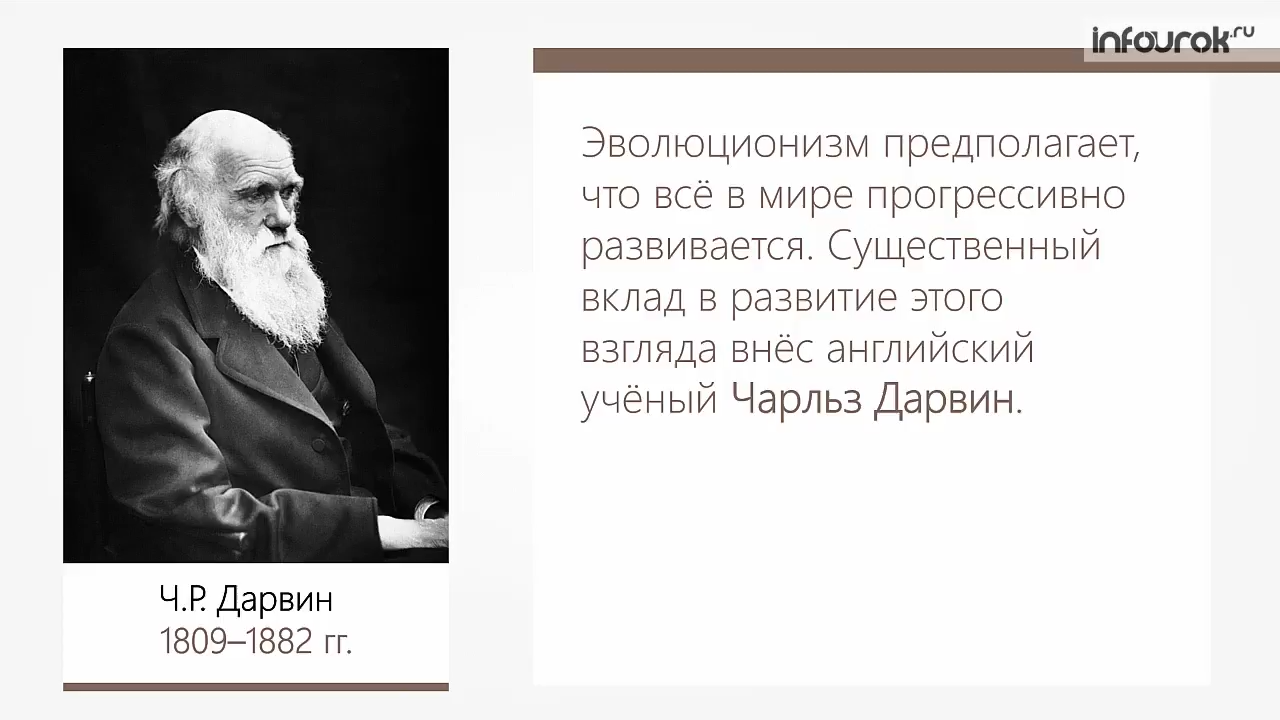 infourok.ru
Эволюционизм предполагает,
что всё в мире прогрессивно
развивается. Существенный
вклад в развитие этого
взгляда внёс английский
учёный Чарльз Дарвин.
Ч.Р. Дарвин
1809–1882 гг.